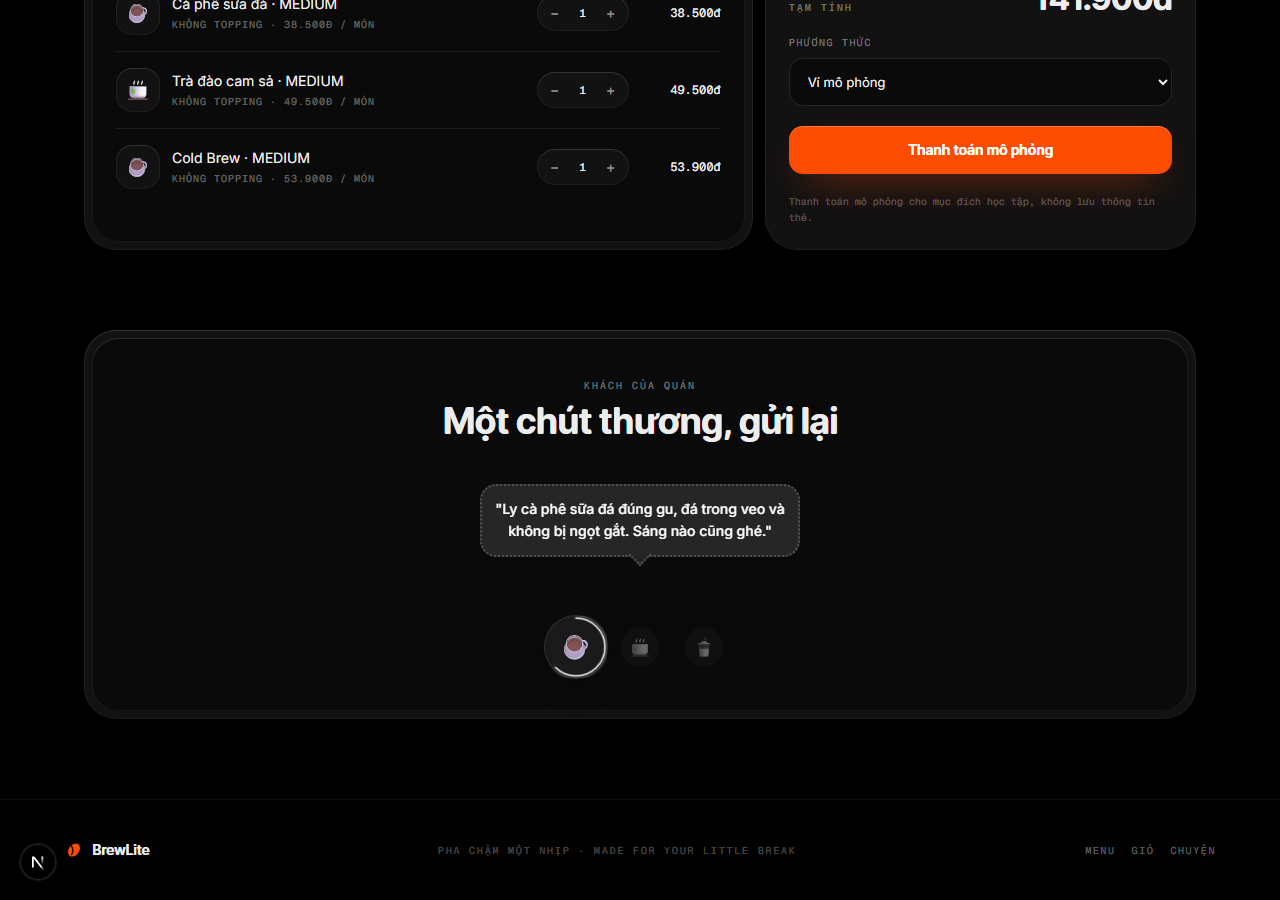 Cà phê sữa đá · MEDIUM
KHÔNG TOPPING · 38.500Đ / MÓN
− 1 +
38.500đ
Trà đào cam sả · MEDIUM
KHÔNG TOPPING · 49.500Đ / MÓN
− 1 +
49.500đ
Cold Brew · MEDIUM
KHÔNG TOPPING · 53.900Đ / MÓN
− 1 +
53.900đ
TẠM TÍNH
141.900đ
PHƯƠNG THỨC
Ví mô phỏng
Thanh toán mô phỏng
Thanh toán mô phỏng cho mục đích học tập, không lưu thông tin
thẻ.
KHÁCH CỦA QUÁN
Một chút thương, gửi lại
"Ly cà phê sữa đá đúng gu, đá trong veo và
không bị ngọt gắt. Sáng nào cũng ghé."
N
BrewLite
PHA CHẬM MỘT NHỊP · MADE FOR YOUR LITTLE BREAK
MENU GIỎ CHUYỆN